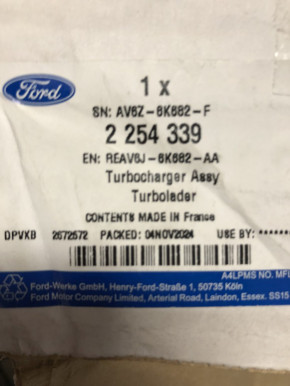 Ford
1 x
SN: AV6Z-6K682-F
2 254 339
EN: REAV6J-6K682-AA
Turbocharger Assy
Turbolader
CONTENTS MADE IN France
DPVXB 2672572 PACKED: 04NOV2024 USE BY: *******
A4LPMS NO. MFI
Ford-Werke GmbH, Henry-Ford-Straße 1, 50735 Köln
Ford Motor Company Limited, Arterial Road, Laindon, Essex. SS15